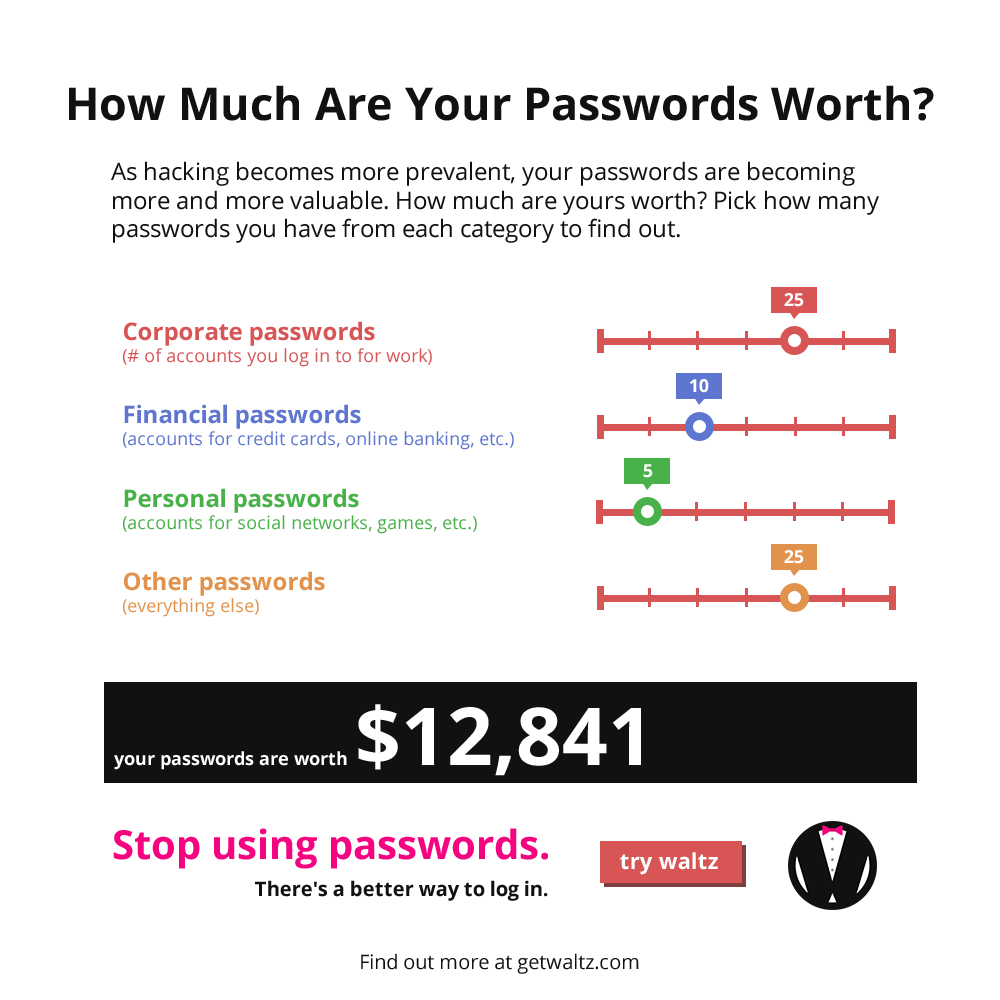 How Much Are Your Passwords Worth?
As hacking becomes more prevalent, your passwords are becoming
more and more valuable. How much are yours worth? Pick how many
passwords you have from each category to find out.
25
Corporate passwords
(# of accounts you log in to for work)
10
Financial passwords
(accounts for credit cards, online banking, etc.)
5
Personal passwords
(accounts for social networks, games, etc.)
25
Other passwords
(everything else)
your passwords are worth $12,841
Stop using passwords.
try waltz
There's a better way to log in.
Find out more at getwaltz.com